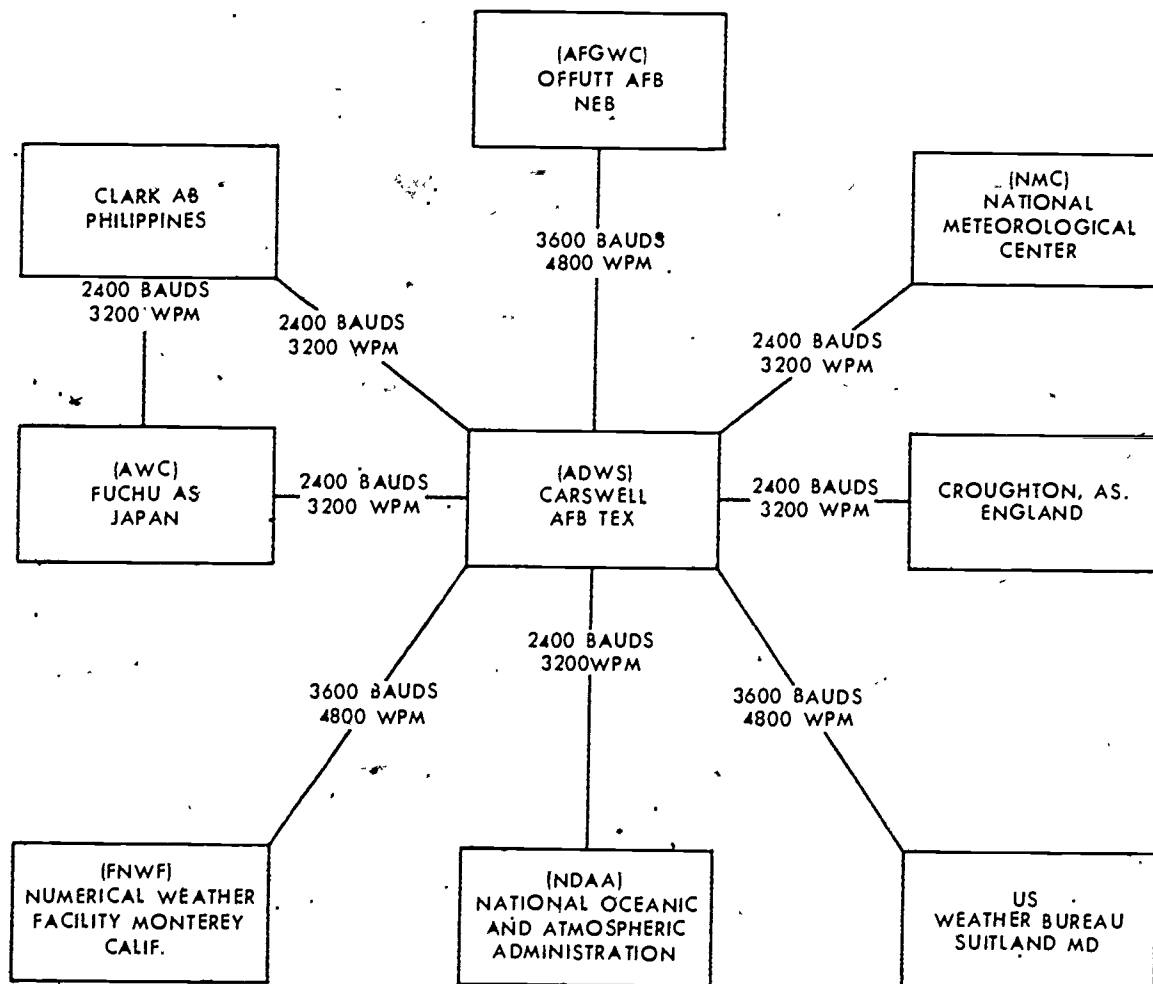 (AFGWC)
OFFUTT AFB
NEB
CLARK AB
PHILIPPINES
(NMC)
NATIONAL
METEOROLOGICAL
CENTER
3600 BAUDS
4800 WPM
2400 BAUDS
3200 WPM
2400 BAUDS
3200 WPM
2400 BAUDS
3200 WPM
(AWC)
FUCHU AS
JAPAN
2400 BAUDS
3200 WPM
(ADWS)
CARSWELL
AFB TEX
2400 BAUDS
3200 WPM
CROUGHTON, AS.
ENGLAND
2400 BAUDS
3200WPM
3600 BAUDS
4800 WPM
3600 BAUDS
4800 WPM
(FNWF)
NUMERICAL WEATHER
FACILITY MONTEREY
CALIF.
(NDAA)
NATIONAL OCEANIC
AND ATMOSPHERIC
ADMINISTRATION
US
WEATHER BUREAU
SUITLAND MD